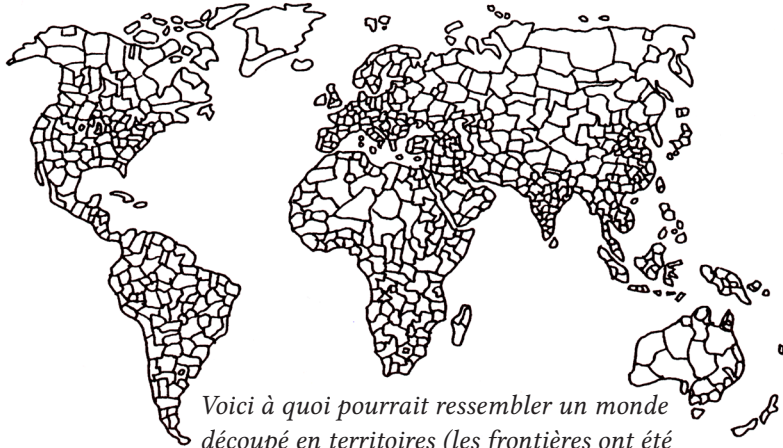 Voici à quoi pourrait ressembler un monde
découpé en territoires (les frontières ont été